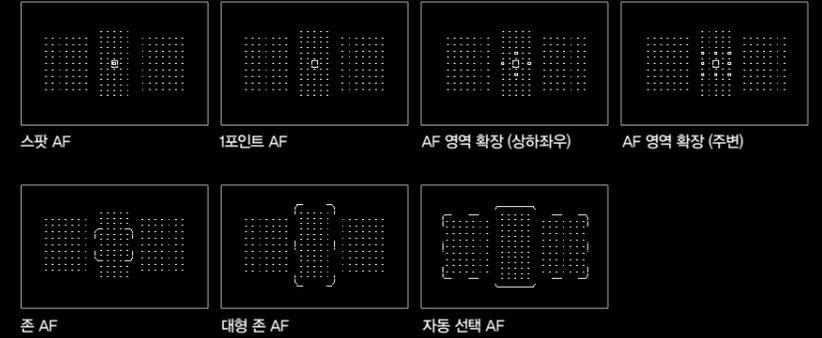 스팟 AF
1포인트 AF
AF 영역 확장 (상하좌우)
AF 영역 확장 (주변)
존 AF
대형 존 AF
자동 선택 AF